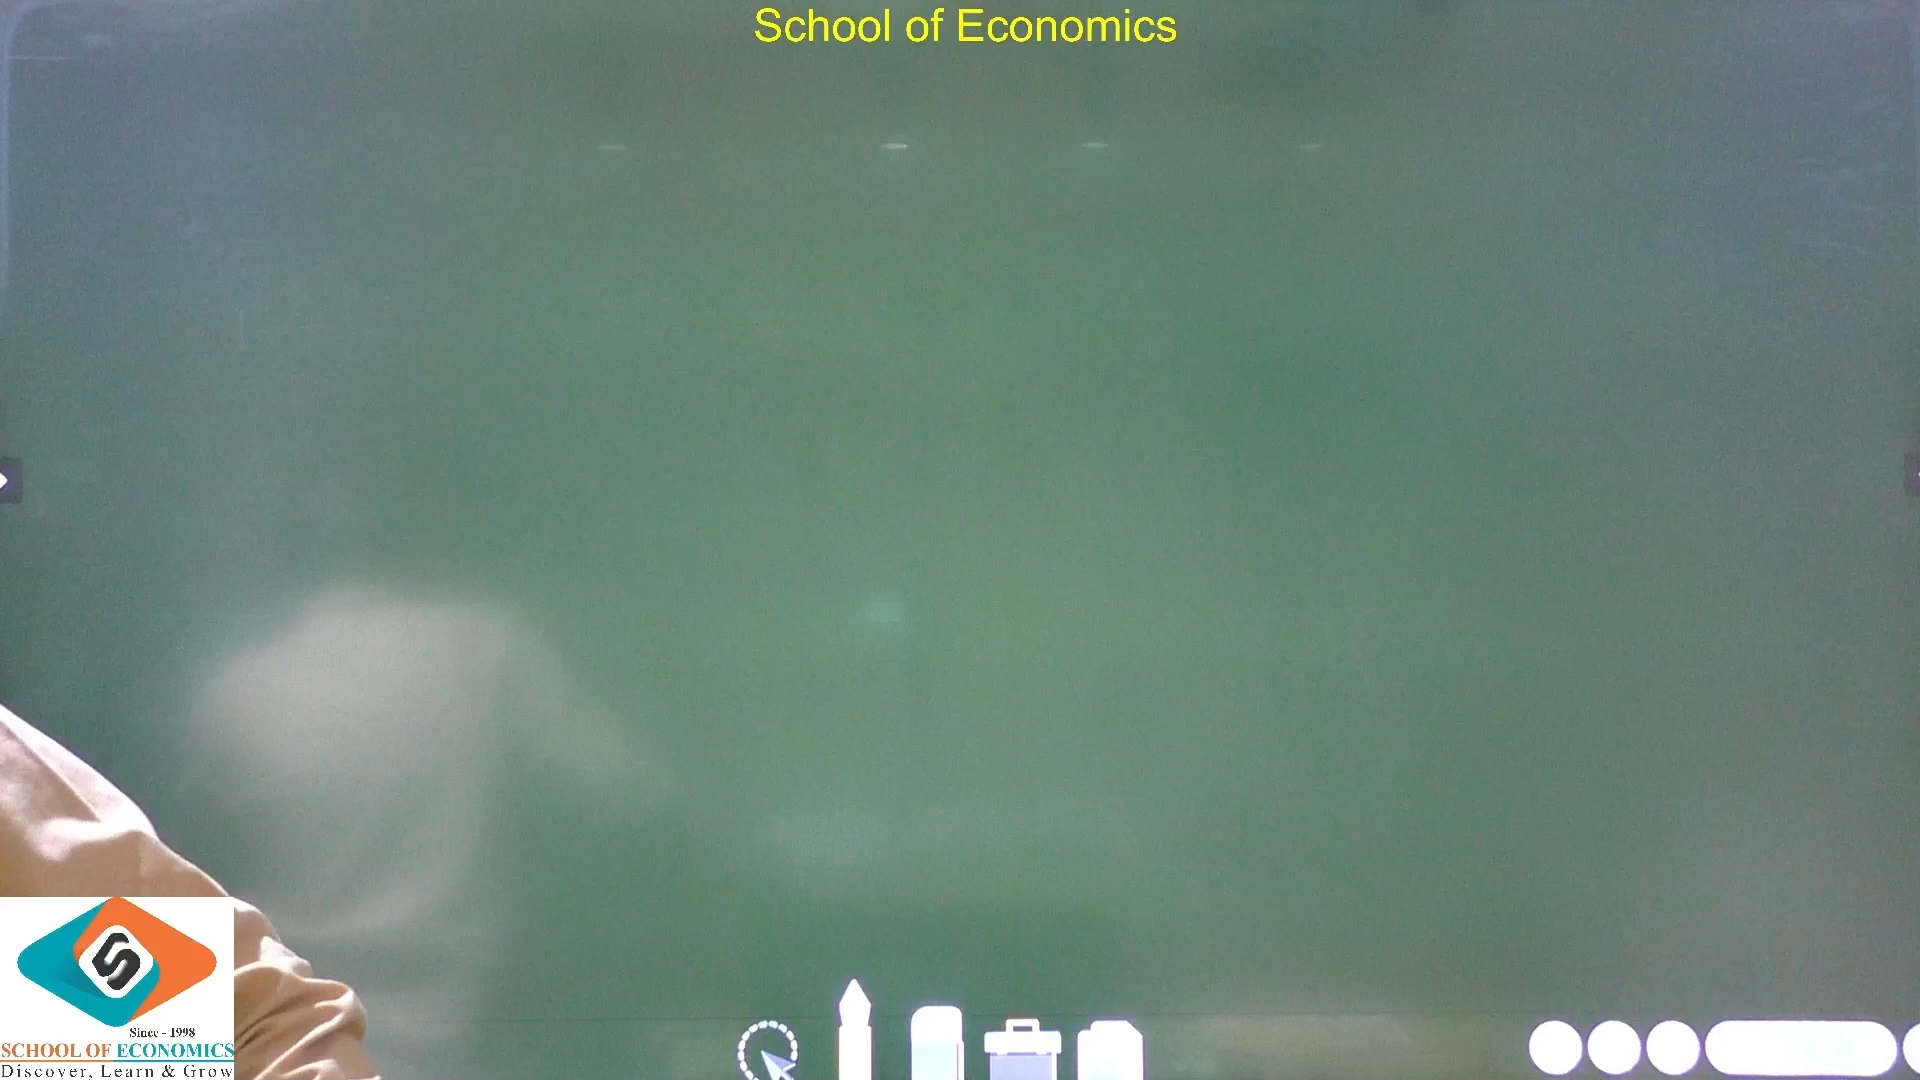 School of Economics
Since - 1998
SCHOOL OF ECONOMICS
Discover, Learn & Grow